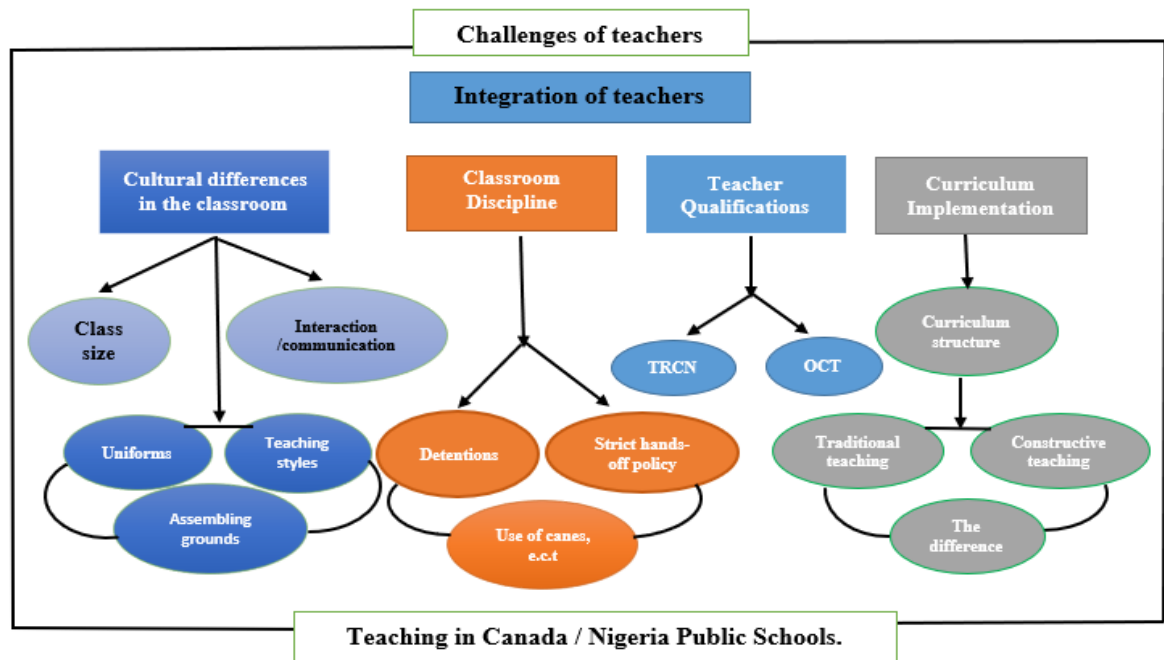 Challenges of teachers
Integration of teachers
Cultural differences
in the classroom
Classroom
Discipline
Teacher
Qualifications
Curriculum
Implementation
Class
size
Interaction
/communication
TRCN
OCT
Curriculum
structure
Uniforms
Teaching
styles
Assembling
grounds
Detentions
Strict hands-
off policy
Use of canes,
e.c.t
Traditional
teaching
Constructive
teaching
The
difference
Teaching in Canada / Nigeria Public Schools.